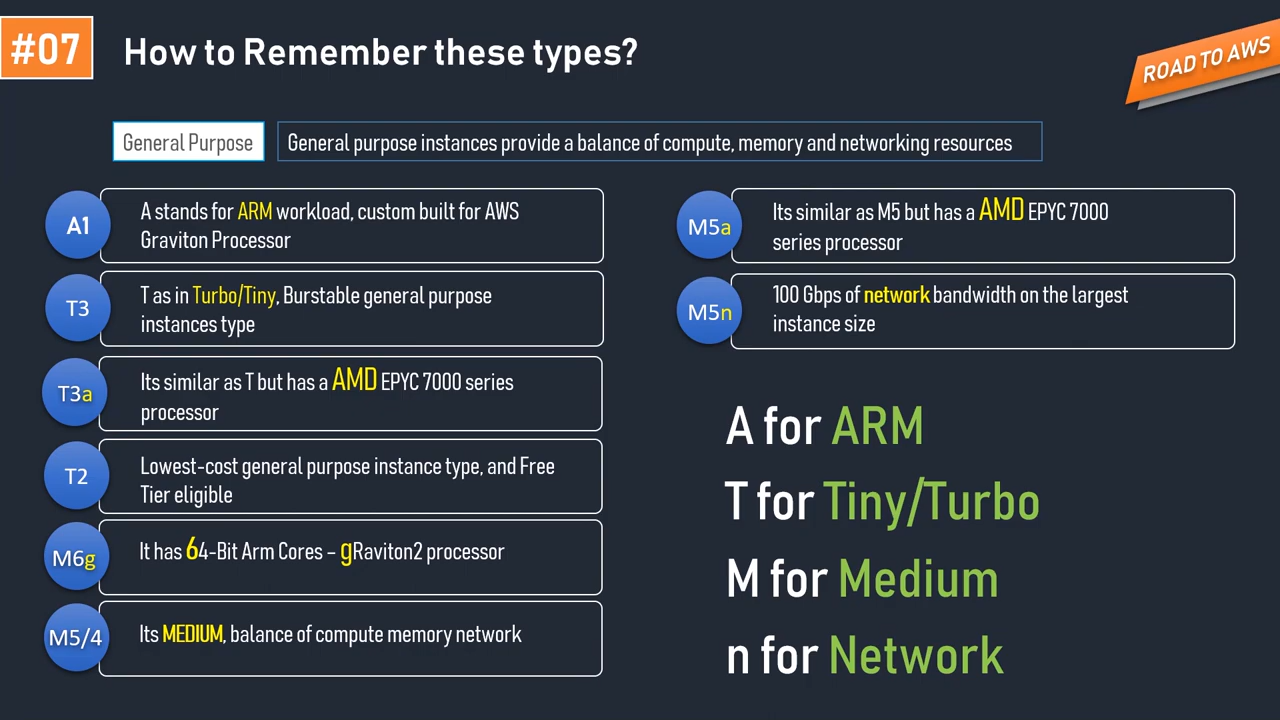 #07
How to Remember these types?
ROAD TO AWS
General Purpose
General purpose instances provide a balance of compute, memory and networking resources
A1
A stands for ARM workload, custom built for AWS
Graviton Processor
T3
T as in Turbo/Tiny, Burstable general purpose
instances type
T3a
Its similar as T but has a AMD EPYC 7000 series
processor
T2
Lowest-cost general purpose instance type, and Free
Tier eligible
M6g
It has 64-Bit Arm Cores – gRaviton2 processor
M5/4
Its MEDIUM, balance of compute memory network
M5a
Its similar as M5 but has a AMD EPYC 7000
series processor
M5n
100 Gbps of network bandwidth on the largest
instance size
A for ARM
T for Tiny/Turbo
M for Medium
n for Network